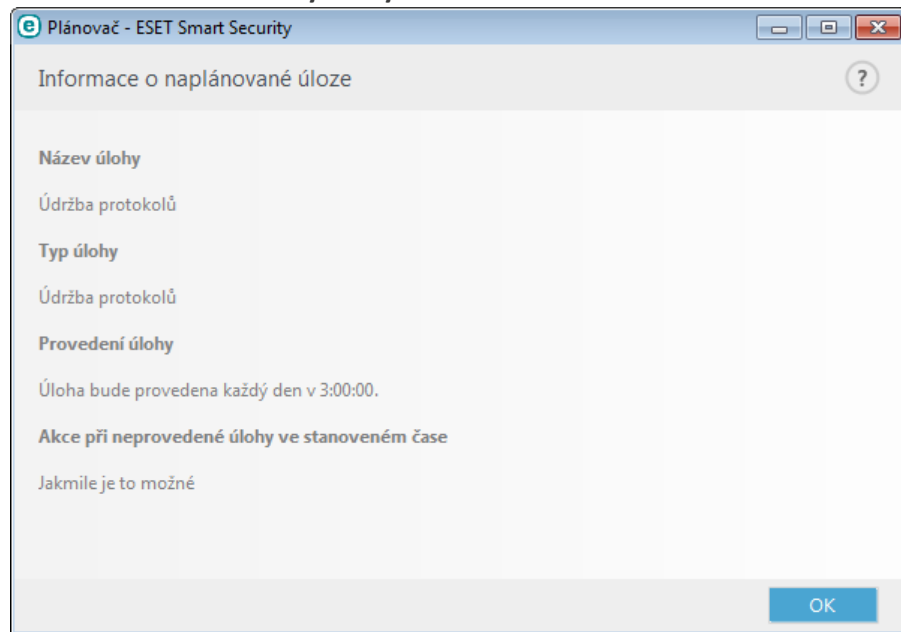 Plánovač - ESET Smart Security
Informace o naplánované úloze
?
Název úlohy
Údržba protokolů
Typ úlohy
Údržba protokolů
Provedení úlohy
Úloha bude provedena každý den v 3:00:00.
Akce při neprovedené úlohy ve stanoveném čase
Jakmile je to možné
OK